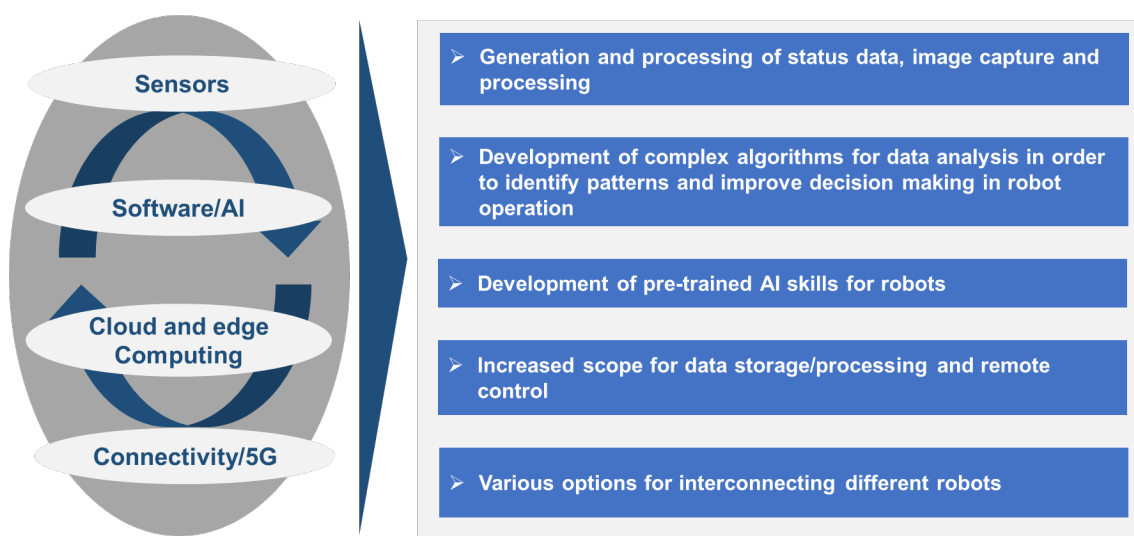 Sensors
Software/AI
Cloud and edge
Computing
Connectivity/5G
➢ Generation and processing of status data, image capture and
processing
➢ Development of complex algorithms for data analysis in order
to identify patterns and improve decision making in robot
operation
➢ Development of pre-trained AI skills for robots
➢ Increased scope for data storage/processing and remote
control
➢ Various options for interconnecting different robots